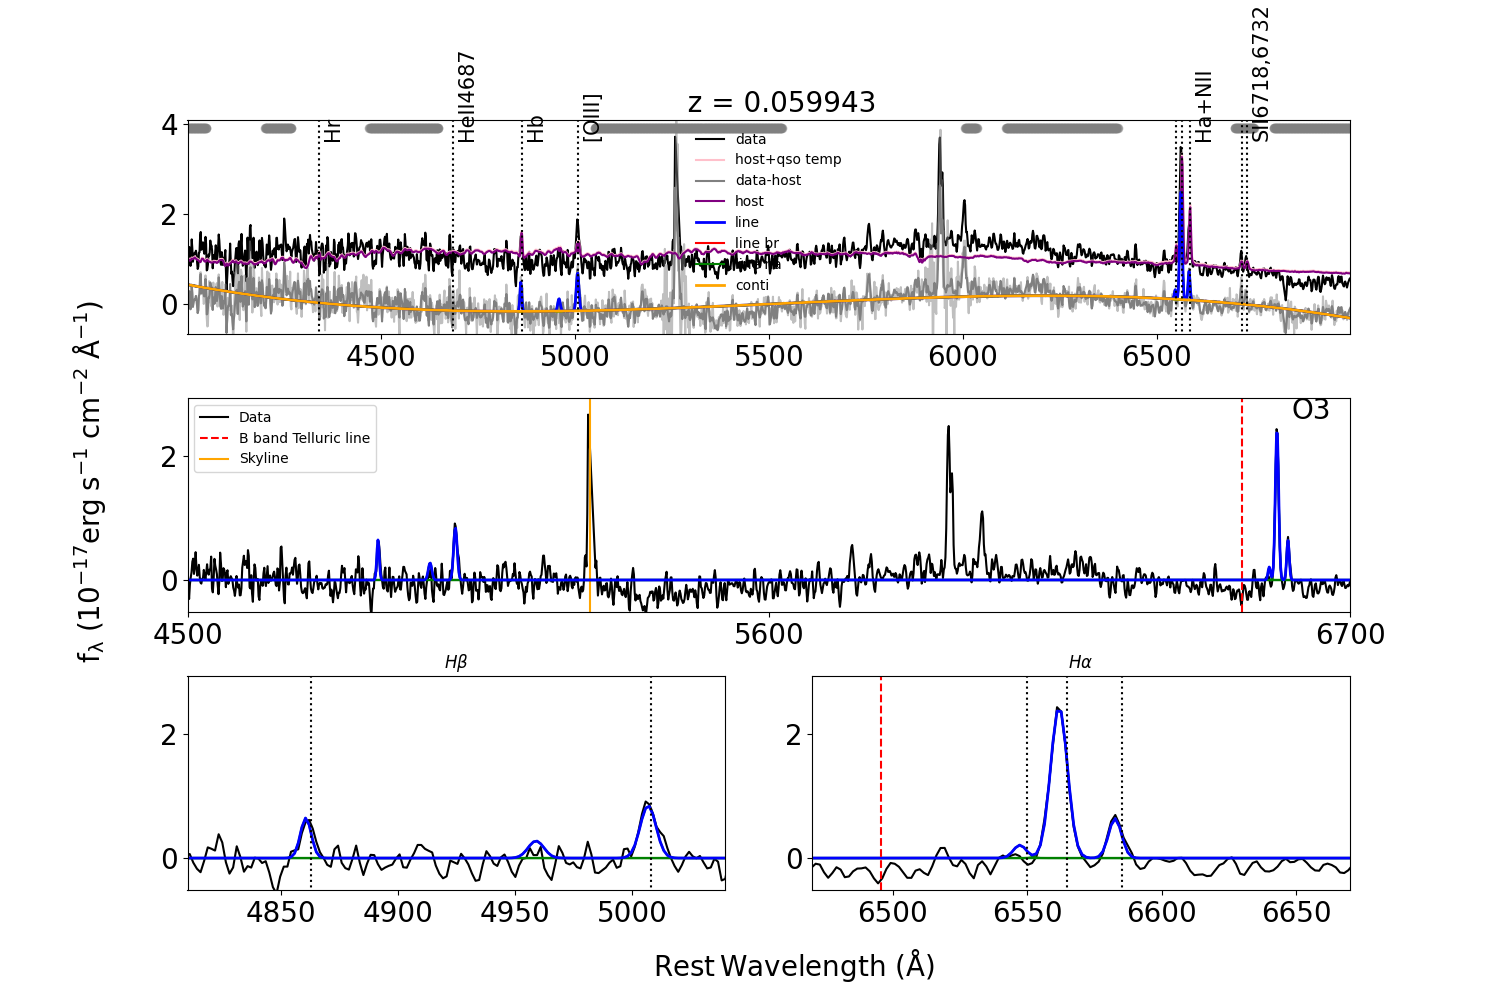 z = 0.059943
Hr
HeII4687
Hb
[OIII]
Ha+NII
SII6718,6732
data
host+qso temp
data-host
host
line
line br
conti
4
2
0
4500 5000 5500 6000 6500
Data
B band Telluric line
Skyline
O3
2
0
4500 5600 6700
Hβ
2
0
4850 4900 4950 5000
Hα
2
0
6500 6550 6600 6650
fλ (10⁻¹⁷erg s⁻¹ cm⁻² Å⁻¹)
Rest Wavelength (Å)